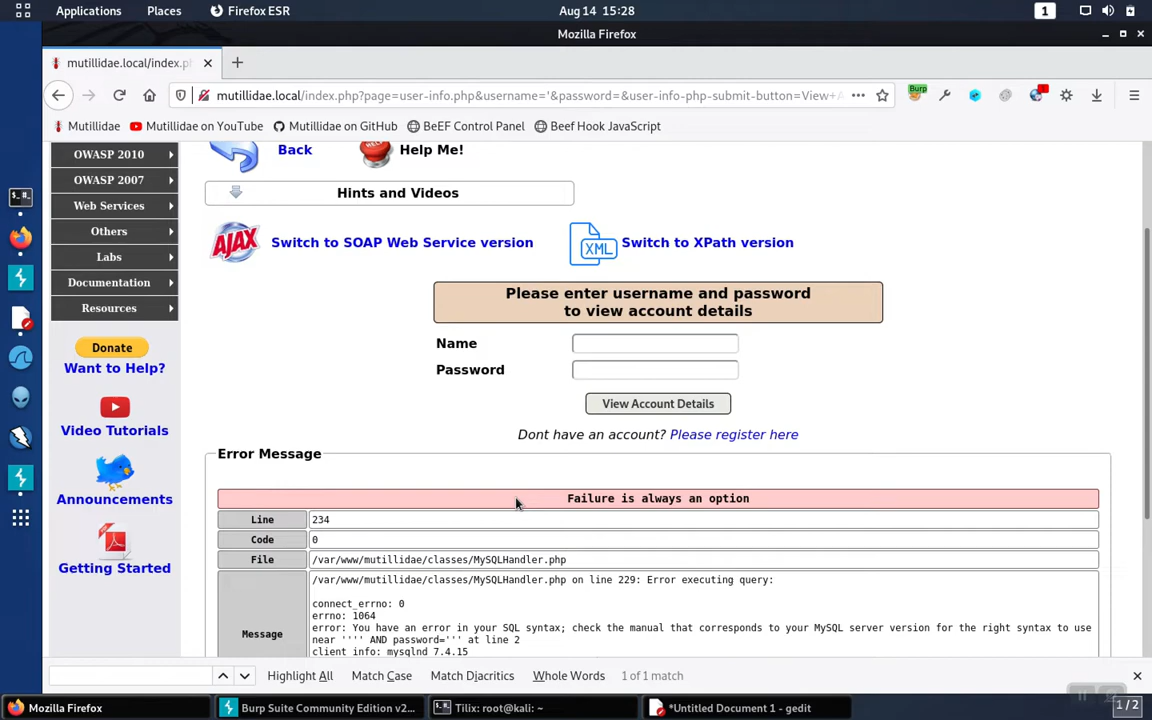 Applications Places Firefox ESR Aug 14 15:28 1
Mozilla Firefox
mutillidae.local/index.ph
mutillidae.local/index.php?page=user-info.php&username='&password=&user-info-php-submit-button=View+A Burp
Mutillidae Mutillidae on YouTube Mutillidae on GitHub BeEF Control Panel Beef Hook JavaScript
OWASP 2010
OWASP 2007
Web Services
Others
Labs
Documentation
Resources
Donate
Want to Help?
Video Tutorials
Announcements
Getting Started
Back HELP Help Me!
Hints and Videos
AJAX Switch to SOAP Web Service version XML Switch to XPath version
Please enter username and password
to view account details
Name
Password
View Account Details
Dont have an account? Please register here
Error Message
Failure is always an option
Line 234
Code 0
File /var/www/mutillidae/classes/MySQLHandler.php
Message
/var/www/mutillidae/classes/MySQLHandler.php on line 229: Error executing query:
connect_errno: 0
errno: 1064
error: You have an error in your SQL syntax; check the manual that corresponds to your MySQL server version for the right syntax to use
near '''' AND password=''' at line 2
client info: mysqlnd 7.4.15
Highlight All Match Case Match Diacritics Whole Words 1 of 1 match
Mozilla Firefox Burp Suite Community Edition v2... Tilix: root@kali: ~ *Untitled Document 1 - gedit 1 / 2